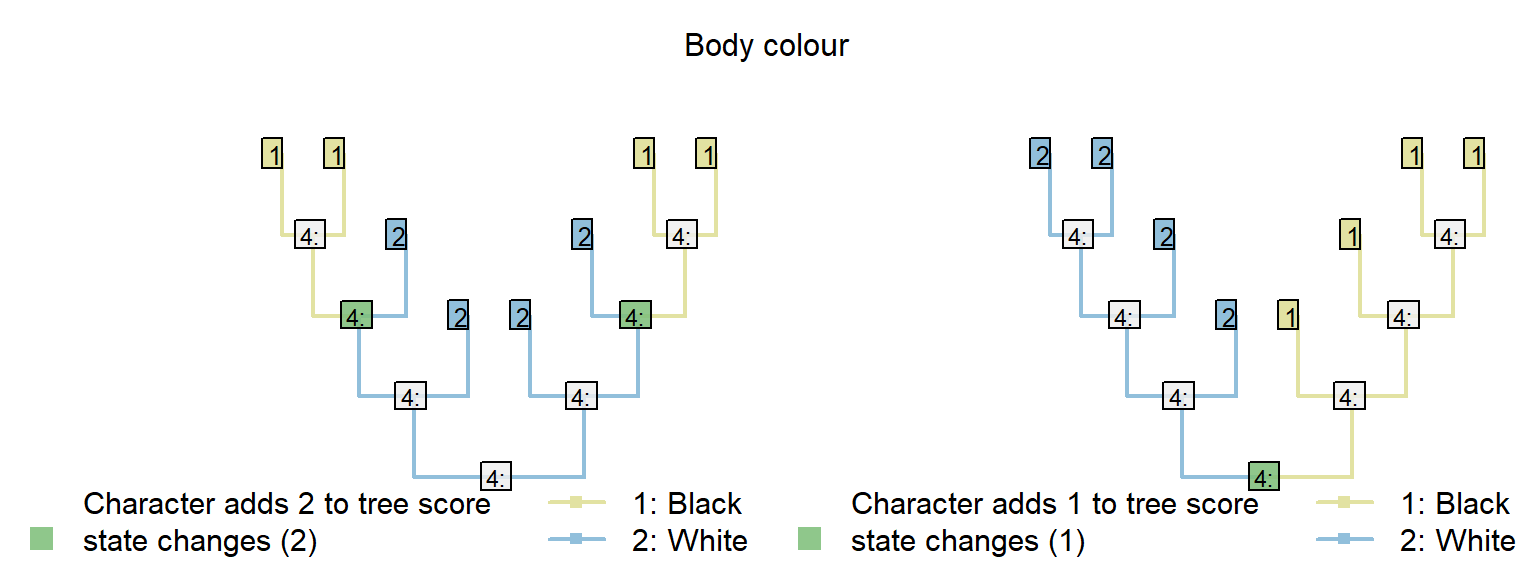 Body colour
1 1 1 1 2 2 1 1
4: 2 2 4: 4: 2 1 4:
4: 2 2 4: 4: 2 1 4:
4: 4: 4: 4:
4: 4:
Character adds 2 to tree score 1: Black Character adds 1 to tree score 1: Black
state changes (2) 2: White state changes (1) 2: White